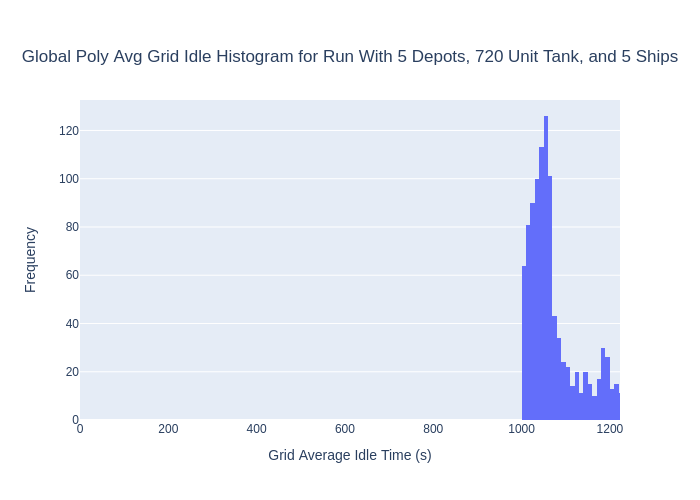 Global Poly Avg Grid Idle Histogram for Run With 5 Depots, 720 Unit Tank, and 5 Ships
120
100
80
60
40
20
0
Frequency
0 200 400 600 800 1000 1200
Grid Average Idle Time (s)